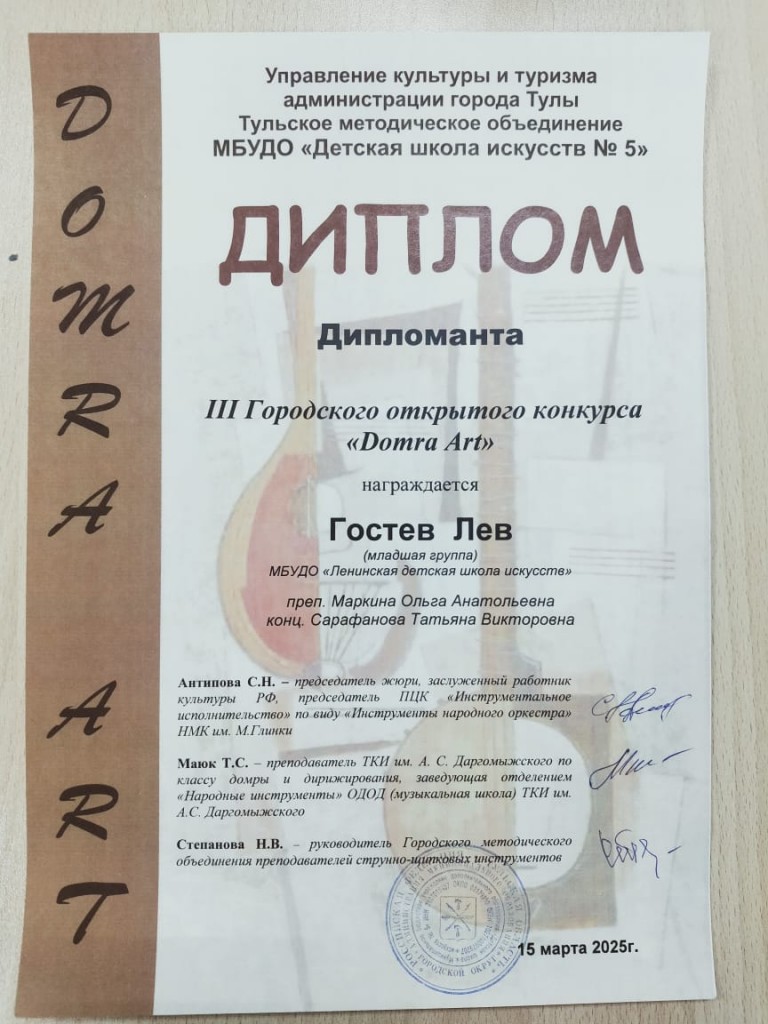 DOMRA ART
Управление культуры и туризма
администрации города Тулы
Тульское методическое объединение
МБУДО «Детская школа искусств № 5»
ДИПЛОМ
Дипломанта
III Городского открытого конкурса
«Domra Art»
награждается
Гостев Лев
(младшая группа)
МБУДО «Ленинская детская школа искусств»
преп. Маркина Ольга Анатольевна
конц. Сарафанова Татьяна Викторовна
Антипова С.Н. – председатель жюри, заслуженный работник
культуры РФ, председатель ПЦК «Инструментальное
исполнительство» по виду «Инструменты народного оркестра»
НМК им. М.Глинки
Маюк Т.С. – преподаватель ТКИ им. А. С. Даргомыжского по
классу домры и дирижирования, заведующая отделением
«Народные инструменты» ОДОД (музыкальная школа) ТКИ им.
А.С. Даргомыжского
Степанова Н.В. – руководитель Городского методического
объединения преподавателей струнно-щипковых инструментов
15 марта 2025г.